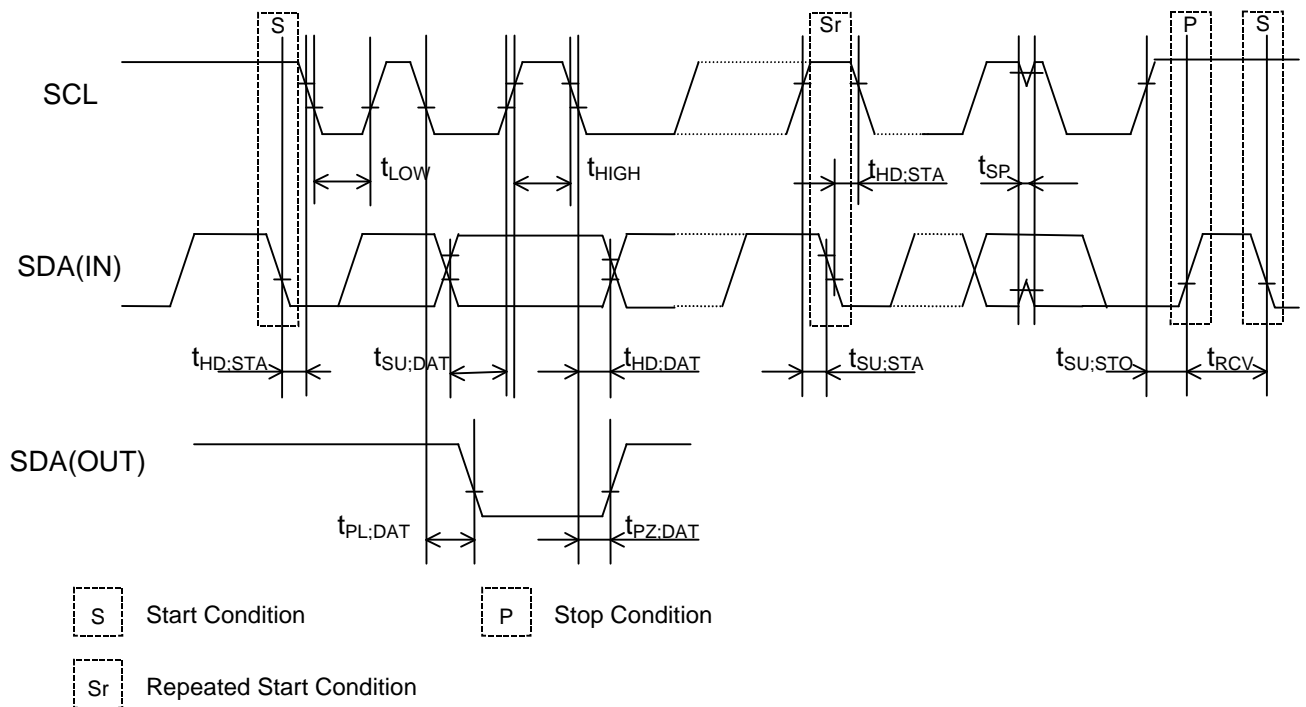 S Sr P S
SCL
tLOW tHIGH tHD;STA tSP
SDA(IN)
tHD;STA tSU;DAT tHD;DAT tSU;STA tSU;STO tRCV
SDA(OUT)
tPL;DAT tPZ;DAT
S Start Condition P Stop Condition
Sr Repeated Start Condition